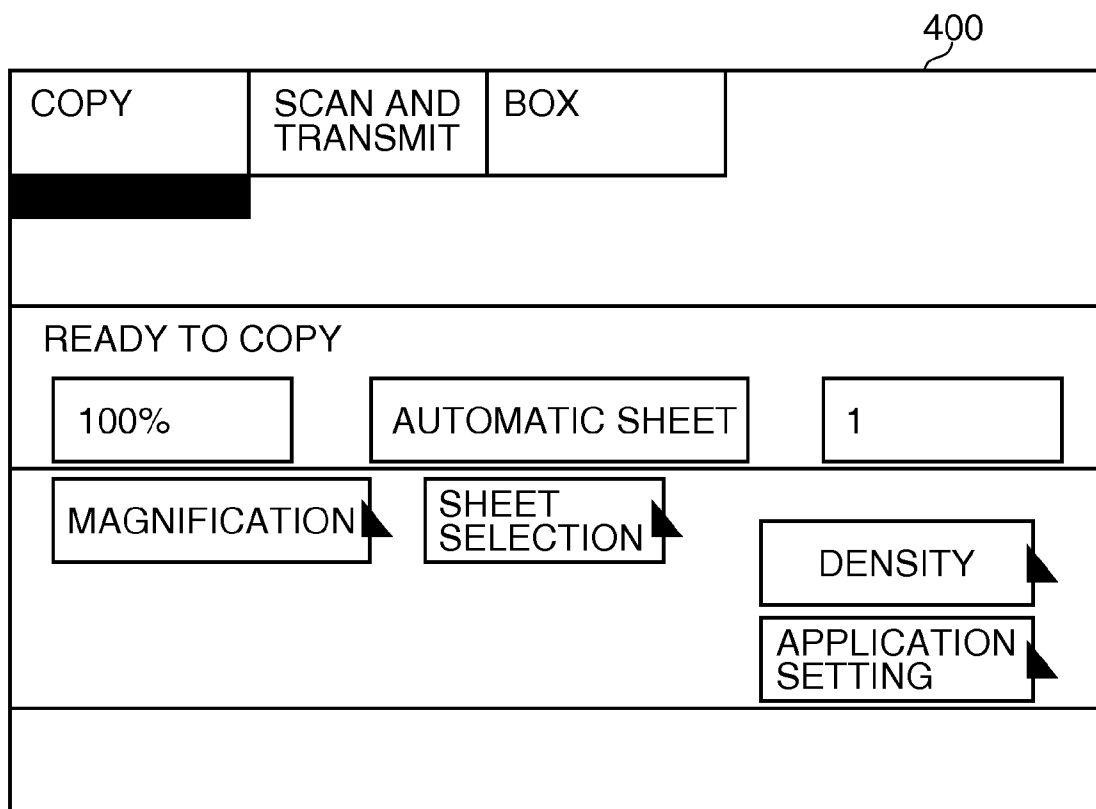 400
COPY
SCAN AND
TRANSMIT
BOX
READY TO COPY
100%
AUTOMATIC SHEET
1
MAGNIFICATION
SHEET
SELECTION
DENSITY
APPLICATION
SETTING